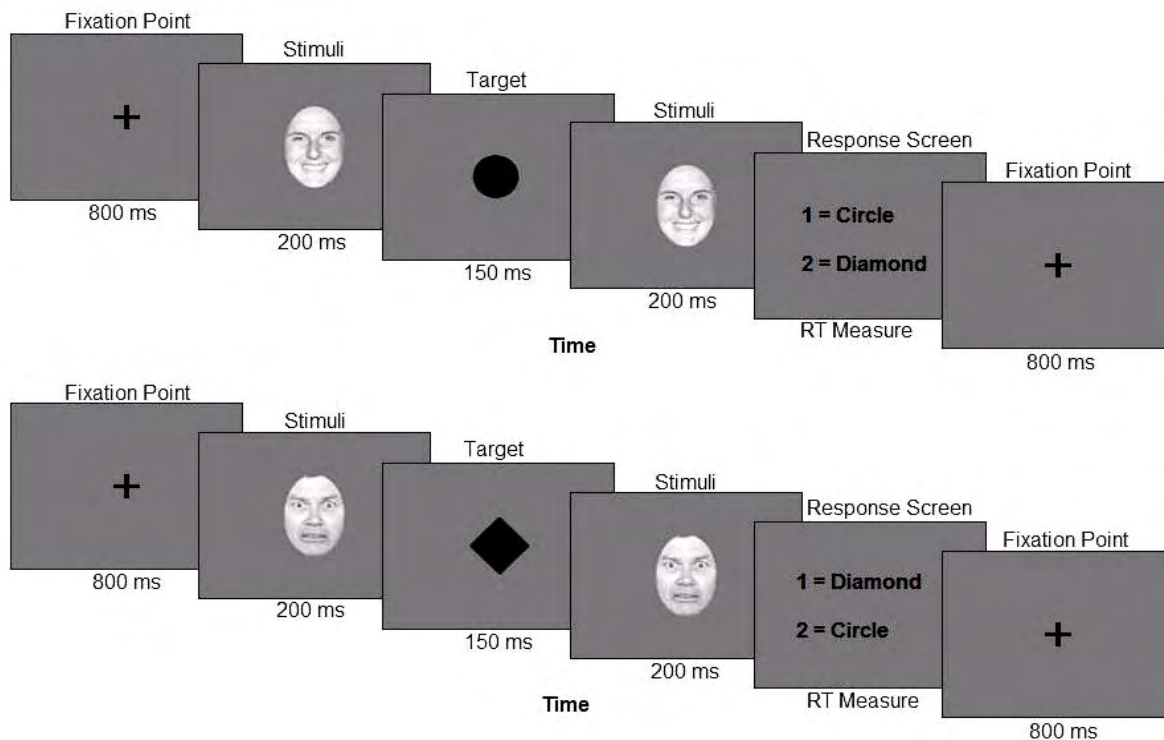 Fixation Point
Stimuli
Target
Stimuli
Response Screen
Fixation Point
1 = Circle
2 = Diamond
800 ms
200 ms
150 ms
200 ms
RT Measure
800 ms
Time
Fixation Point
Stimuli
Target
Stimuli
Response Screen
Fixation Point
1 = Diamond
2 = Circle
800 ms
200 ms
150 ms
200 ms
RT Measure
800 ms
Time